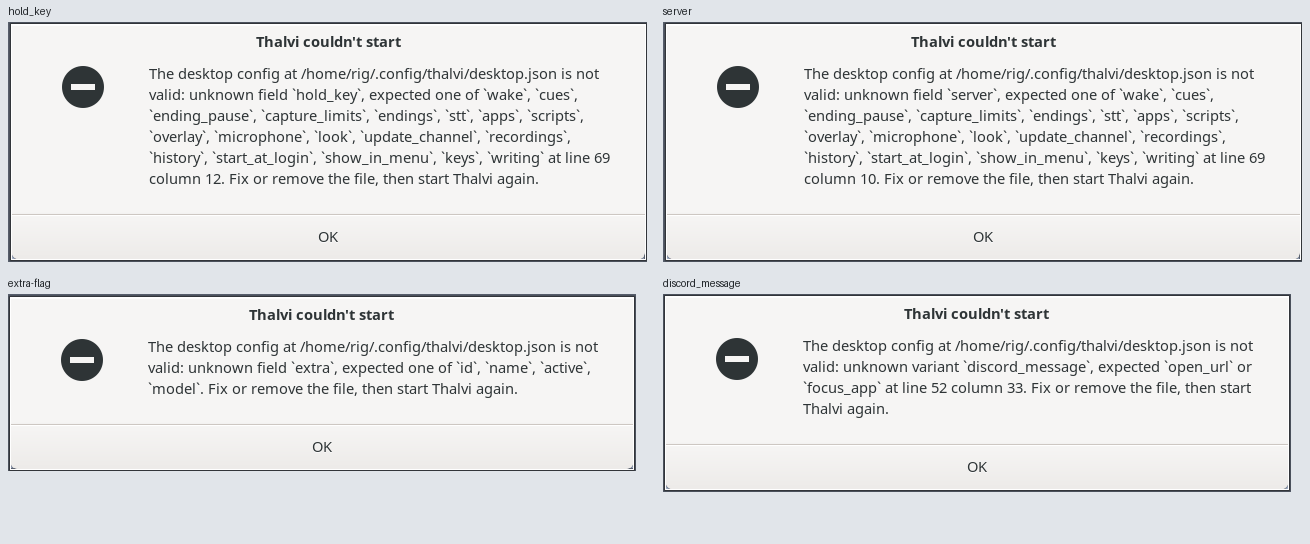 hold_key
Thalvi couldn't start
The desktop config at /home/rig/.config/thalvi/desktop.json is not
valid: unknown field `hold_key`, expected one of `wake`, `cues`,
`ending_pause`, `capture_limits`, `endings`, `stt`, `apps`, `scripts`,
`overlay`, `microphone`, `look`, `update_channel`, `recordings`,
`history`, `start_at_login`, `show_in_menu`, `keys`, `writing` at line 69
column 12. Fix or remove the file, then start Thalvi again.
OK
server
Thalvi couldn't start
The desktop config at /home/rig/.config/thalvi/desktop.json is not
valid: unknown field `server`, expected one of `wake`, `cues`,
`ending_pause`, `capture_limits`, `endings`, `stt`, `apps`, `scripts`,
`overlay`, `microphone`, `look`, `update_channel`, `recordings`,
`history`, `start_at_login`, `show_in_menu`, `keys`, `writing` at line 69
column 10. Fix or remove the file, then start Thalvi again.
OK
extra-flag
Thalvi couldn't start
The desktop config at /home/rig/.config/thalvi/desktop.json is not
valid: unknown field `extra`, expected one of `id`, `name`, `active`,
`model`. Fix or remove the file, then start Thalvi again.
OK
discord_message
Thalvi couldn't start
The desktop config at /home/rig/.config/thalvi/desktop.json is not
valid: unknown variant `discord_message`, expected `open_url` or
`focus_app` at line 52 column 33. Fix or remove the file, then start
Thalvi again.
OK